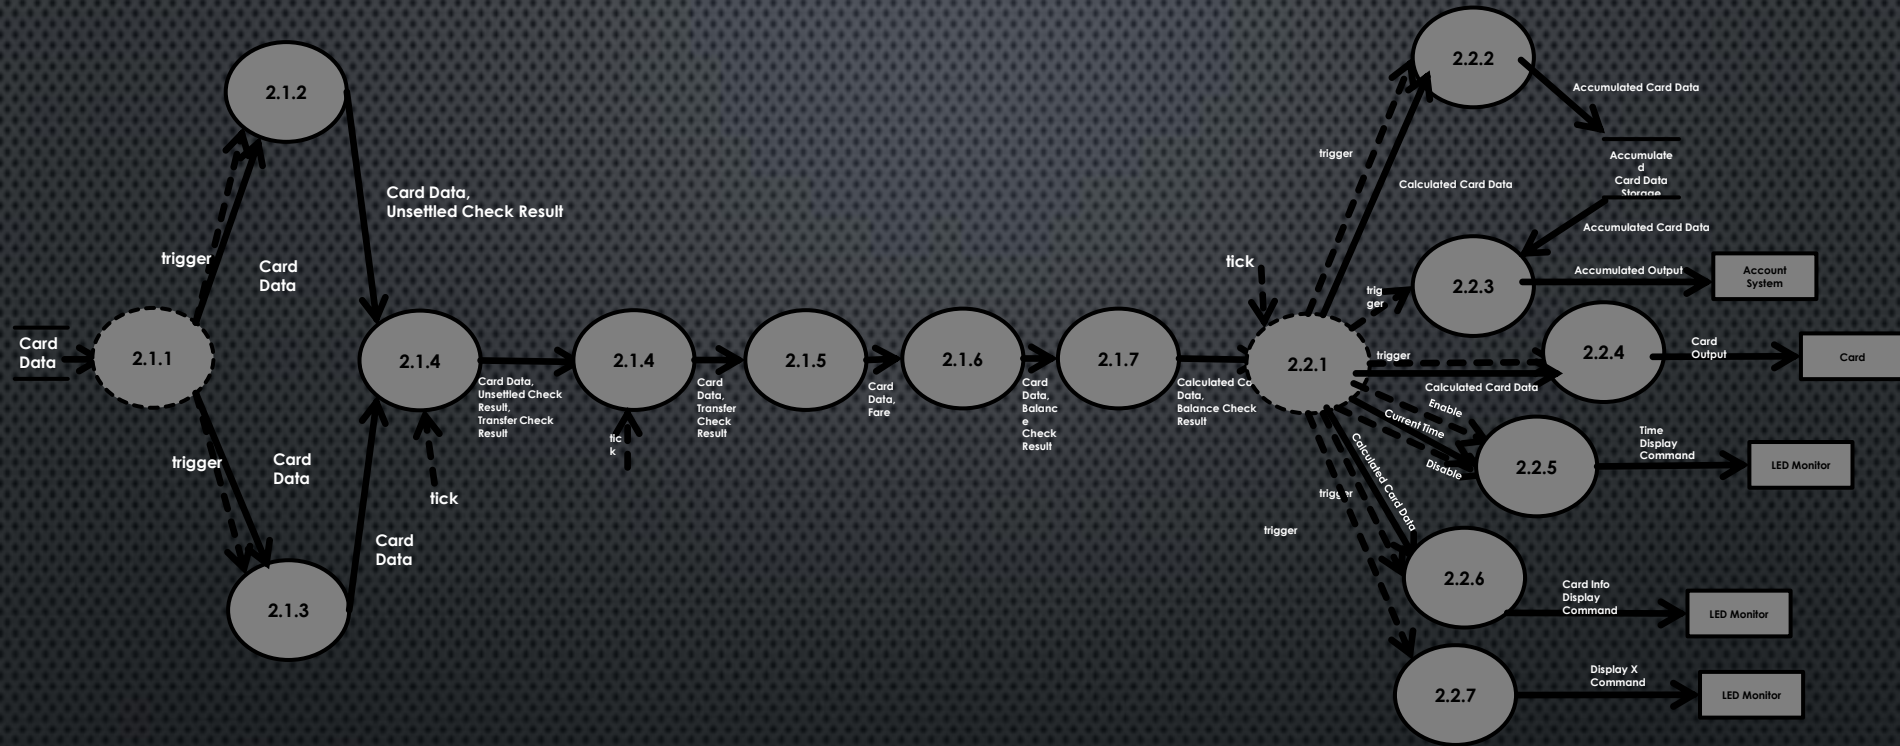 Card
Data
2.1.1
trigger
Card
Data
2.1.2
Card Data,
Unsettled Check Result
trigger
Card
Data
2.1.3
Card
Data
2.1.4
tick
Card Data,
Unsettled Check
Result,
Transfer Check
Result
2.1.4
tic
k
Card
Data,
Transfer
Check
Result
2.1.5
Card
Data,
Fare
2.1.6
Card
Data,
Balanc
e
Check
Result
2.1.7
Calculated Ca
Data,
Balance Check
Result
tick
2.2.1
trigger
Calculated Card Data
2.2.2
Accumulated Card Data
Accumulate
d
Card Data
Storage
Accumulated Card Data
trig
ger
2.2.3
Accumulated Output
Account
System
trigger
Calculated Card Data
2.2.4
Card
Output
Card
Enable
Current Time
Disable
2.2.5
Time
Display
Command
LED Monitor
Calculated Card Data
trigger
2.2.6
Card Info
Display
Command
LED Monitor
trigger
2.2.7
Display X
Command
LED Monitor